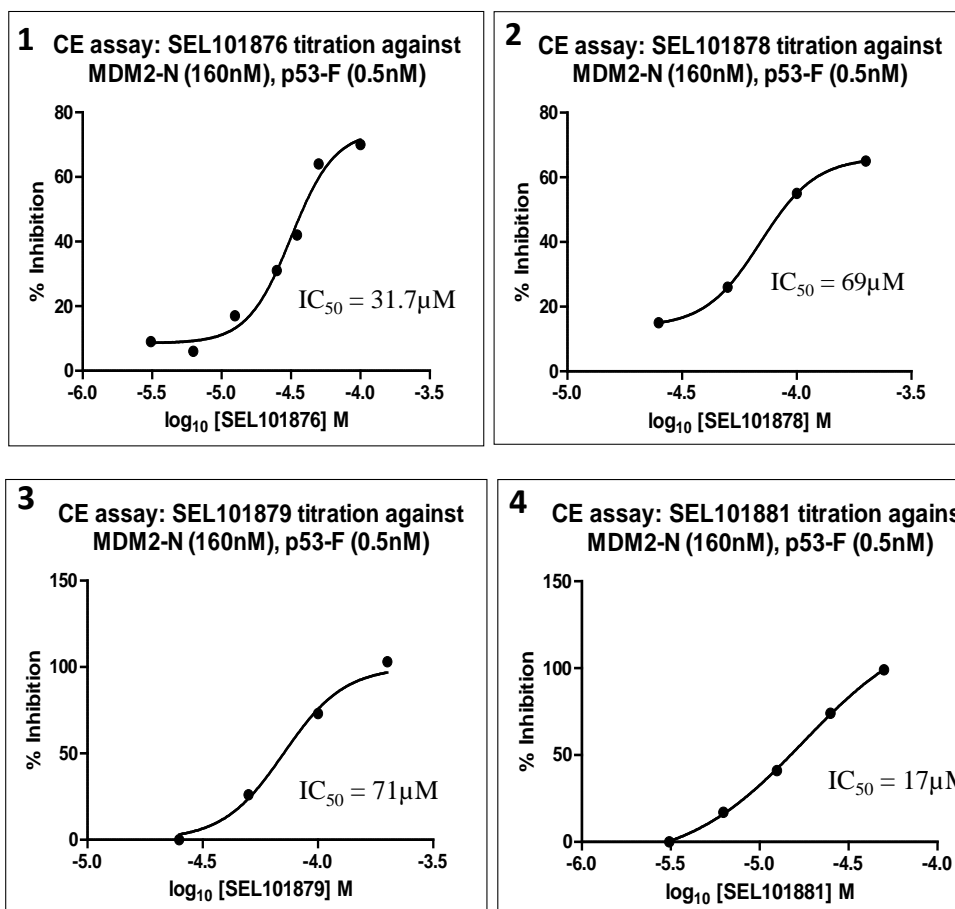 1
CE assay: SEL101876 titration against
MDM2-N (160nM), p53-F (0.5nM)
80
60
40
20
0
% Inhibition
IC50 = 31.7µM
-6.0 -5.5 -5.0 -4.5 -4.0 -3.5
log10 [SEL101876] M
2
CE assay: SEL101878 titration against
MDM2-N (160nM), p53-F (0.5nM)
80
60
40
20
0
% Inhibition
IC50 = 69µM
-5.0 -4.5 -4.0 -3.5
log10 [SEL101878] M
3
CE assay: SEL101879 titration against
MDM2-N (160nM), p53-F (0.5nM)
150
100
50
0
% Inhibition
IC50 = 71µM
-5.0 -4.5 -4.0 -3.5
log10 [SEL101879] M
4
CE assay: SEL101881 titration agains
MDM2-N (160nM), p53-F (0.5nM)
150
100
50
0
% Inhibition
IC50 = 17µM
-6.0 -5.5 -5.0 -4.5 -4.0
log10 [SEL101881] M